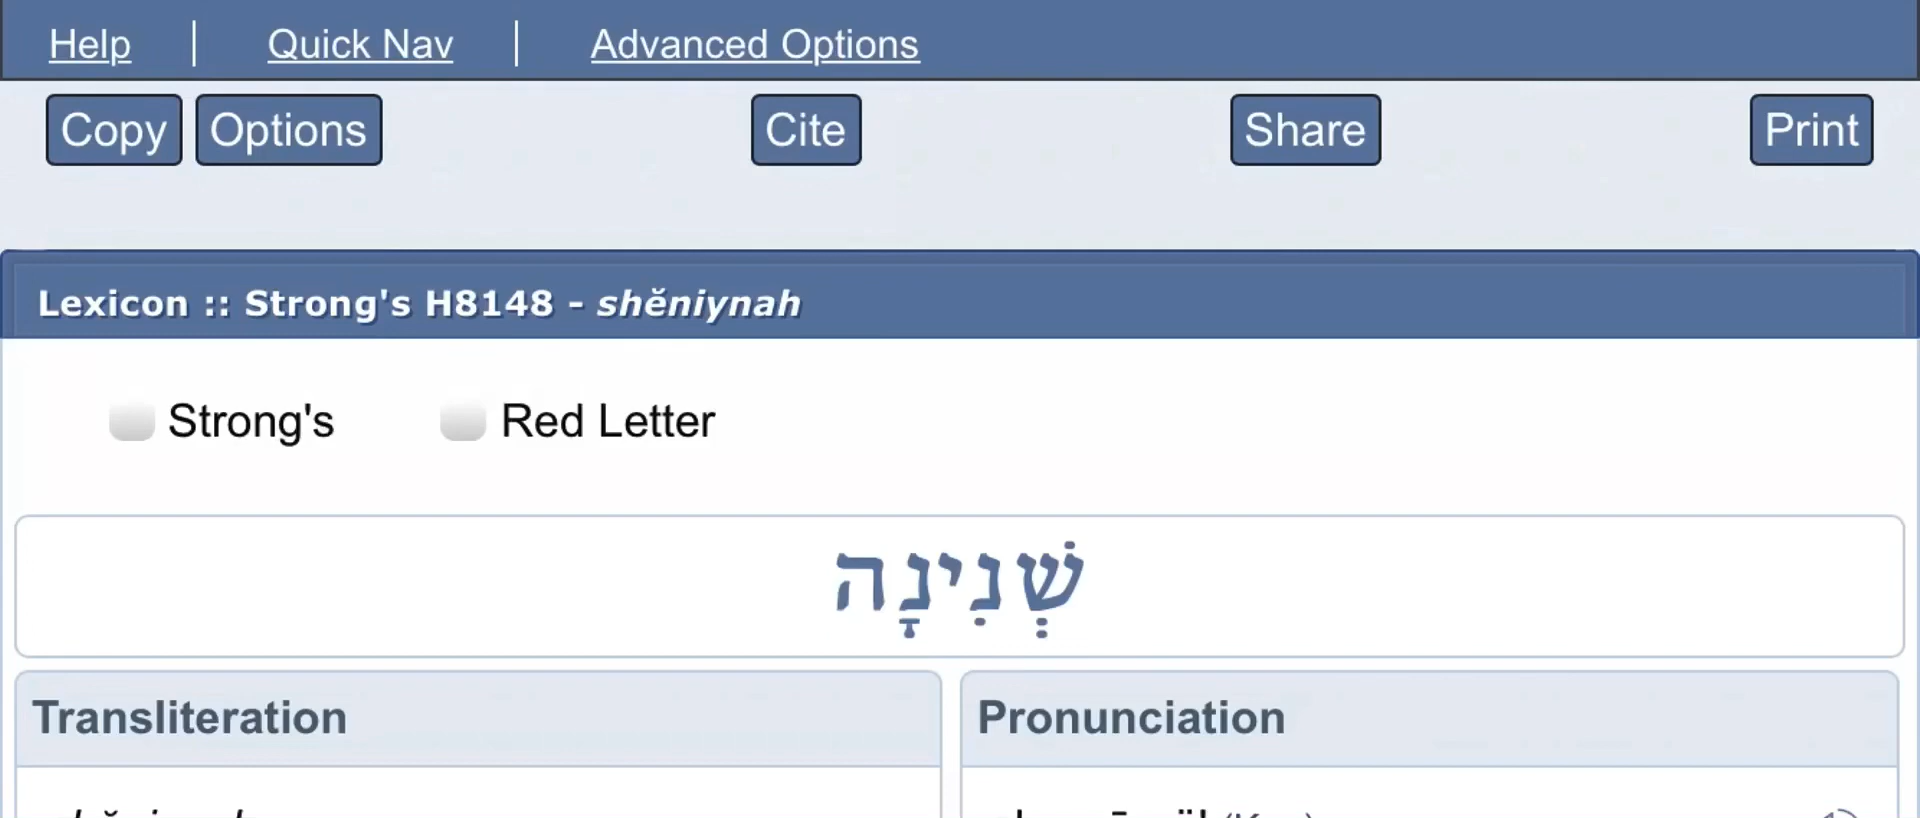 Help | Quick Nav | Advanced Options
Copy Options Cite Share Print
Lexicon :: Strong's H8148 - shĕniynah
Strong's Red Letter
שְׁנִינָה
Transliteration Pronunciation